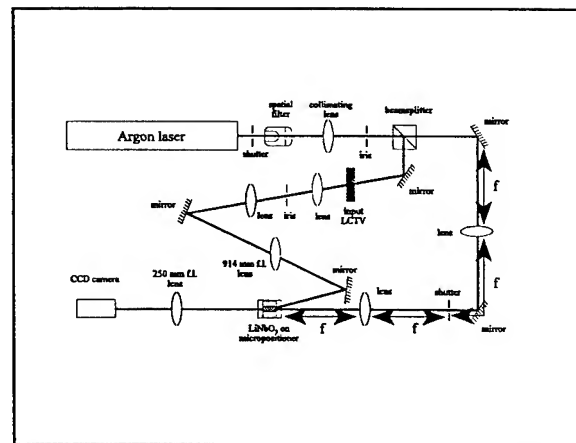 spatial
filter
collimating
lens
beamsplitter
mirror
Argon laser
shutter
iris
f
mirror
lens
iris
lens
input
LCTV
mirror
lens
914 mm f.l.
lens
mirror
250 mm f.l.
lens
CCD camera
lens
shutter
f
LiNbO3 on
micropositioner
f
f
mirror